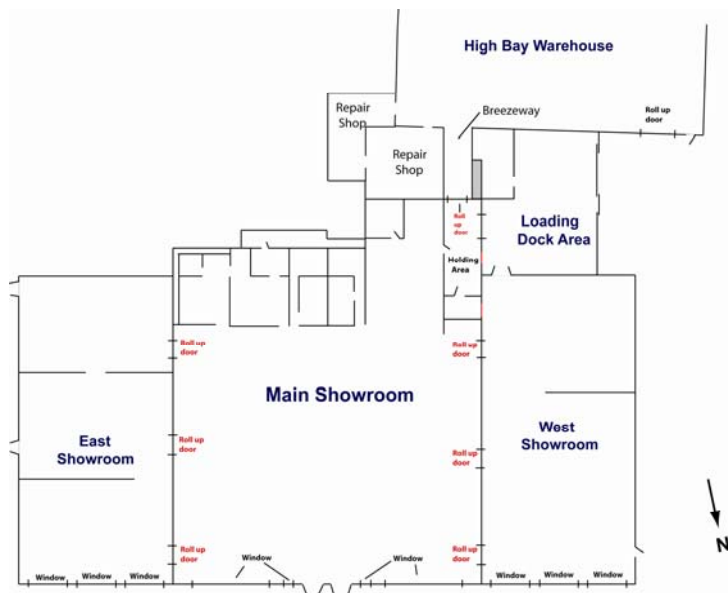 High Bay Warehouse
Repair
Shop
Breezeway
Roll up
door
Repair
Shop
Roll
up
door
Loading
Dock Area
Holding
Area
Roll up
door
Roll up
door
Main Showroom
East
Showroom
West
Showroom
Roll up
door
Roll up
door
Roll up
door
Roll up
door
Window
Window
Window
Window
Window
Window
Window
Window
N